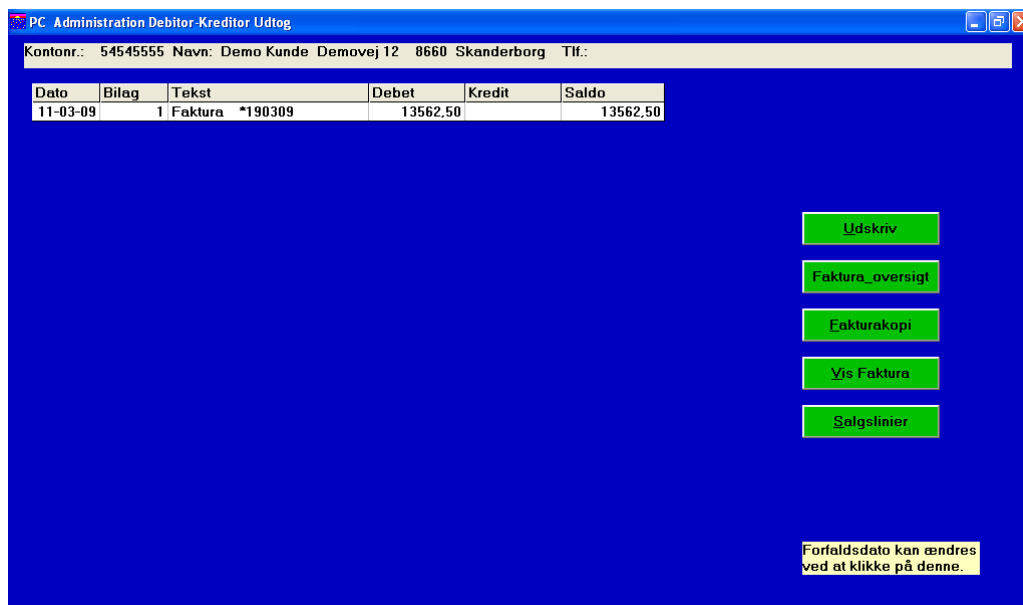 PC Administration Debitor-Kreditor Udtog
Kontonr.: 54545555 Navn: Demo Kunde Demovej 12 8660 Skanderborg Tlf.:
Dato Bilag Tekst Debet Kredit Saldo
11-03-09 1 Faktura *190309 13562,50 13562,50
Udskriv
Faktura_oversigt
Fakturakopi
Vis Faktura
Salgslinier
Forfaldsdato kan ændres
ved at klikke på denne.